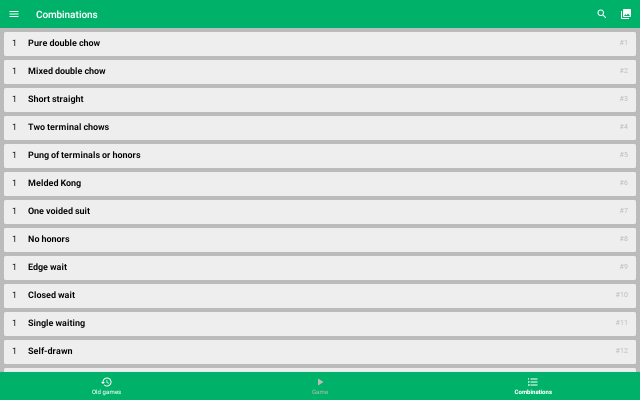 Combinations
1 Pure double chow #1
1 Mixed double chow #2
1 Short straight #3
1 Two terminal chows #4
1 Pung of terminals or honors #5
1 Melded Kong #6
1 One voided suit #7
1 No honors #8
1 Edge wait #9
1 Closed wait #10
1 Single waiting #11
1 Self-drawn #12
Old games Game Combinations